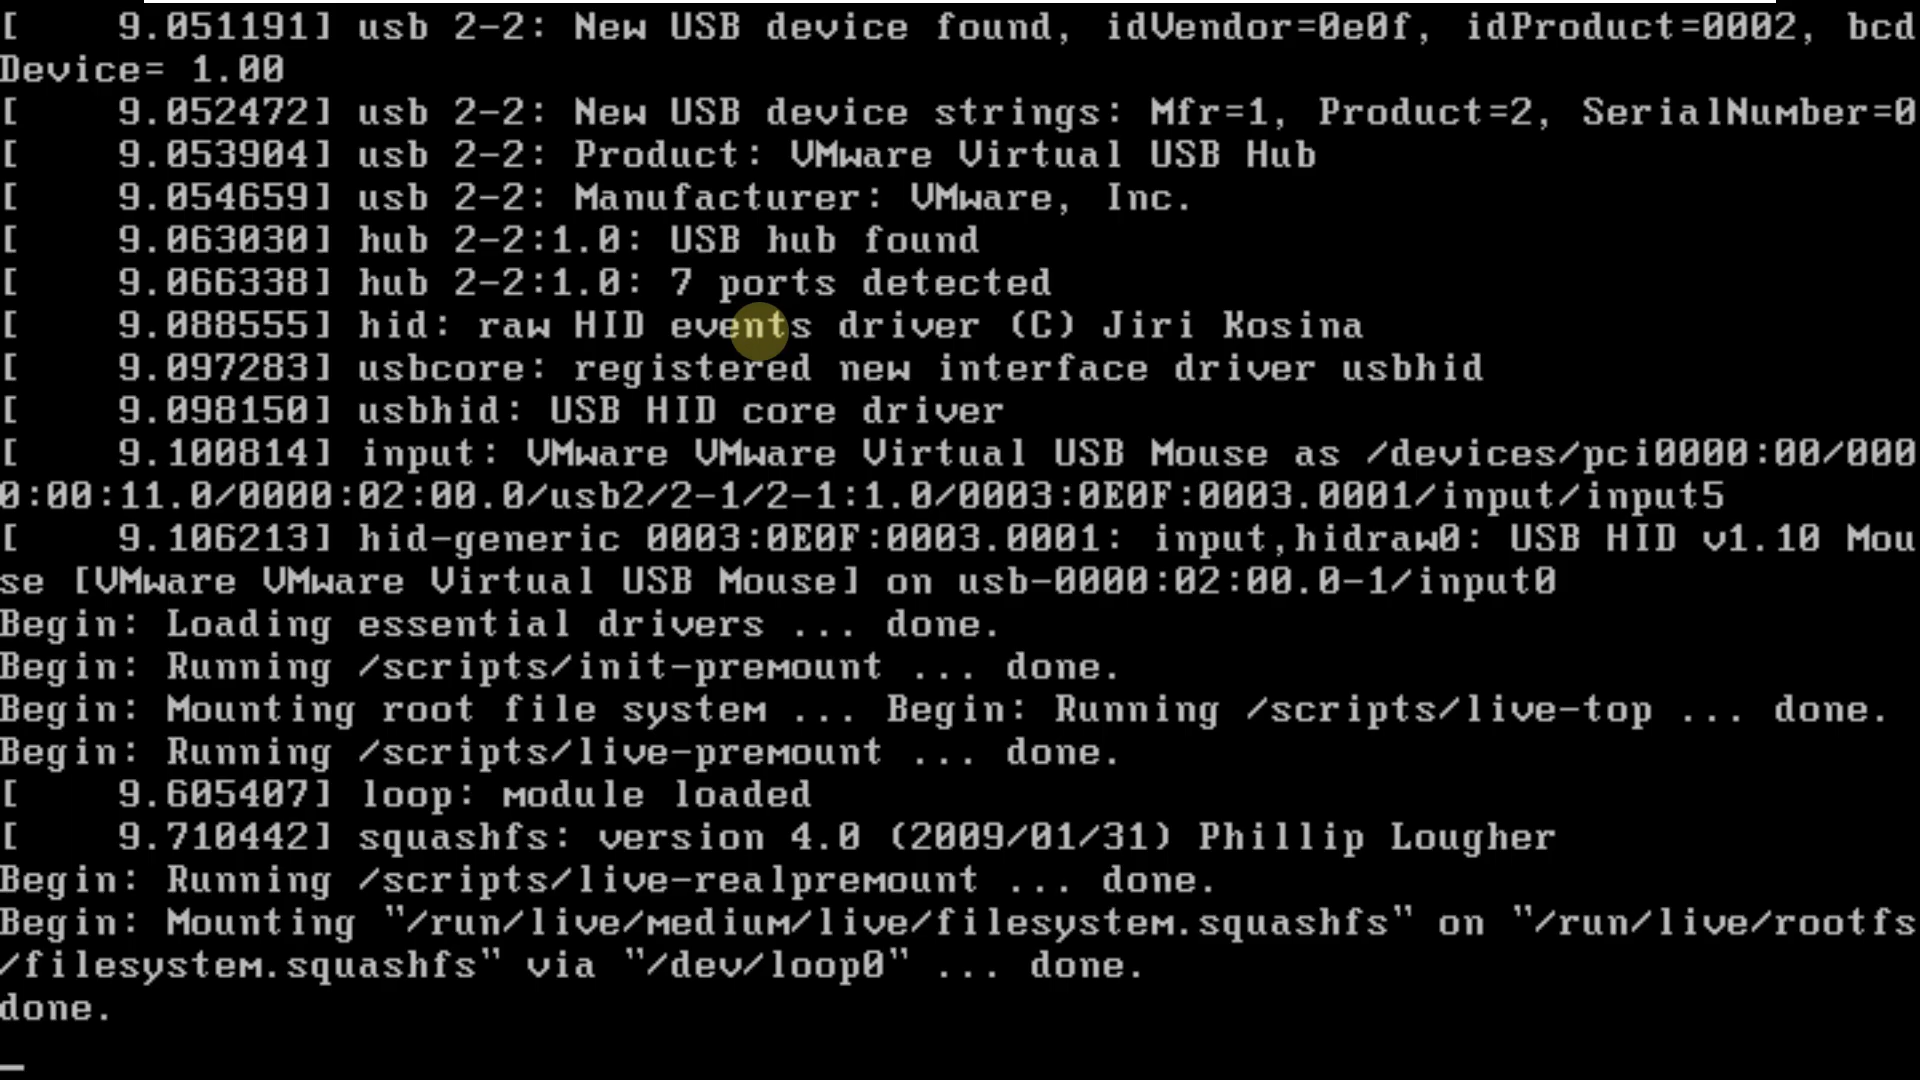 [    9.051191] usb 2-2: New USB device found, idVendor=0e0f, idProduct=0002, bcd
Device= 1.00
[    9.052472] usb 2-2: New USB device strings: Mfr=1, Product=2, SerialNumber=0
[    9.053904] usb 2-2: Product: VMware Virtual USB Hub
[    9.054659] usb 2-2: Manufacturer: VMware, Inc.
[    9.063030] hub 2-2:1.0: USB hub found
[    9.066338] hub 2-2:1.0: 7 ports detected
[    9.088555] hid: raw HID events driver (C) Jiri Kosina
[    9.097283] usbcore: registered new interface driver usbhid
[    9.098150] usbhid: USB HID core driver
[    9.100814] input: VMware VMware Virtual USB Mouse as /devices/pci0000:00/000
0:00:11.0/0000:02:00.0/usb2/2-1/2-1:1.0/0003:0E0F:0003.0001/input/input5
[    9.106213] hid-generic 0003:0E0F:0003.0001: input,hidraw0: USB HID v1.10 Mou
se [VMware VMware Virtual USB Mouse] on usb-0000:02:00.0-1/input0
Begin: Loading essential drivers ... done.
Begin: Running /scripts/init-premount ... done.
Begin: Mounting root file system ... Begin: Running /scripts/live-top ... done.
Begin: Running /scripts/live-premount ... done.
[    9.605407] loop: module loaded
[    9.710442] squashfs: version 4.0 (2009/01/31) Phillip Lougher
Begin: Running /scripts/live-realpremount ... done.
Begin: Mounting "/run/live/medium/live/filesystem.squashfs" on "/run/live/rootfs
/filesystem.squashfs" via "/dev/loop0" ... done.
done.